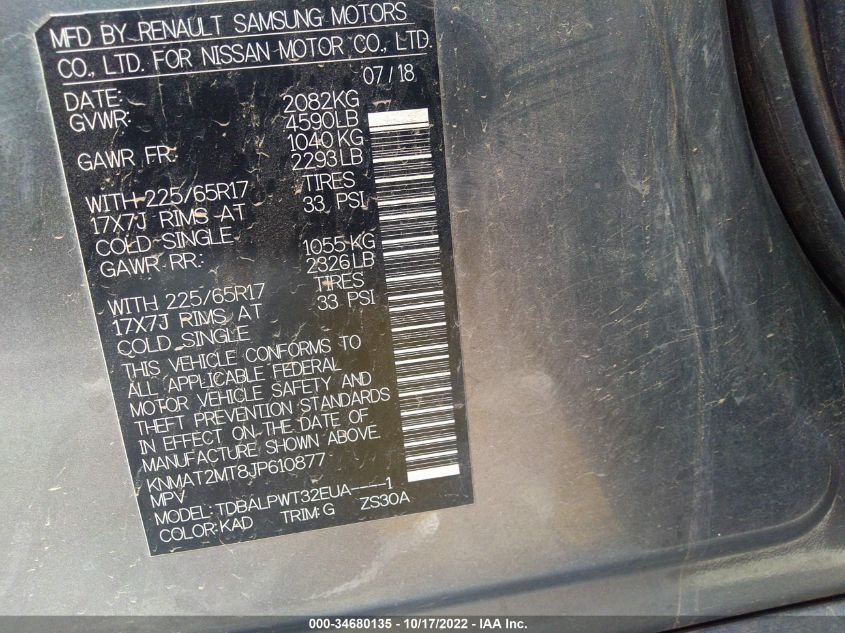 MFD BY RENAULT SAMSUNG MOTORS
CO., LTD. FOR NISSAN MOTOR CO., LTD.
07/18
DATE:
GVWR: 2082KG
4590LB
GAWR FR: 1040 KG
2293 LB
WITH 225/65R17 TIRES
17X7J RIMS AT 33 PSI
COLD SINGLE
GAWR RR.: 1055 KG
2326 LB
WITH 225/65R17 TIRES
17X7J RIMS AT 33 PSI
COLD SINGLE
THIS VEHICLE CONFORMS TO
ALL APPLICABLE FEDERAL
MOTOR VEHICLE SAFETY AND
THEFT PREVENTION STANDARDS
IN EFFECT ON THE DATE OF
MANUFACTURE SHOWN ABOVE.
KNMAT2MT8JP610877
MPV
MODEL: TDBALPWT32EUA----1
COLOR:KAD TRIM:G ZS30A
000-34680135 - 10/17/2022 - IAA Inc.